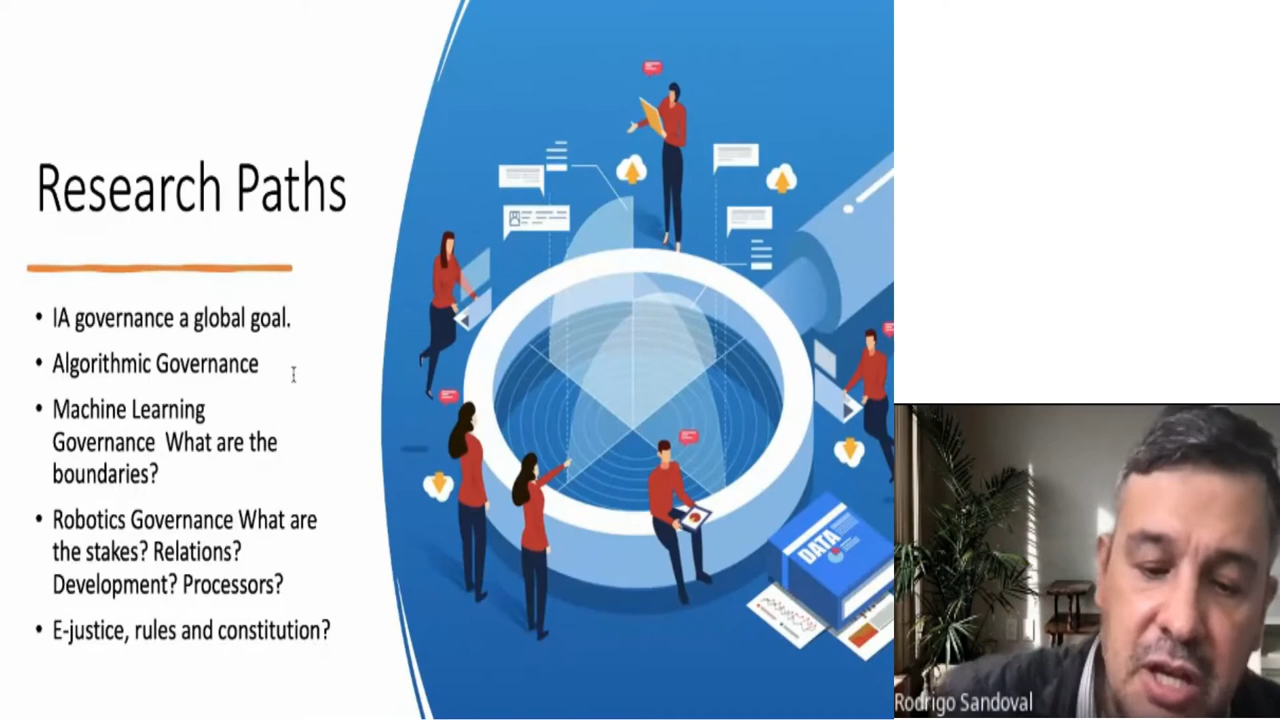 Research Paths
• IA governance a global goal.
• Algorithmic Governance
• Machine Learning
Governance What are the
boundaries?
• Robotics Governance What are
the stakes? Relations?
Development? Processors?
• E-justice, rules and constitution?
DATA
Rodrigo Sandoval